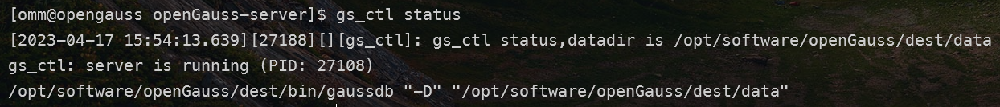 [omm@opengauss openGauss-server]$ gs_ctl status
[2023-04-17 15:54:13.639][27188][][gs_ctl]: gs_ctl status,datadir is /opt/software/openGauss/dest/data
gs_ctl: server is running (PID: 27108)
/opt/software/openGauss/dest/bin/gaussdb "-D" "/opt/software/openGauss/dest/data"